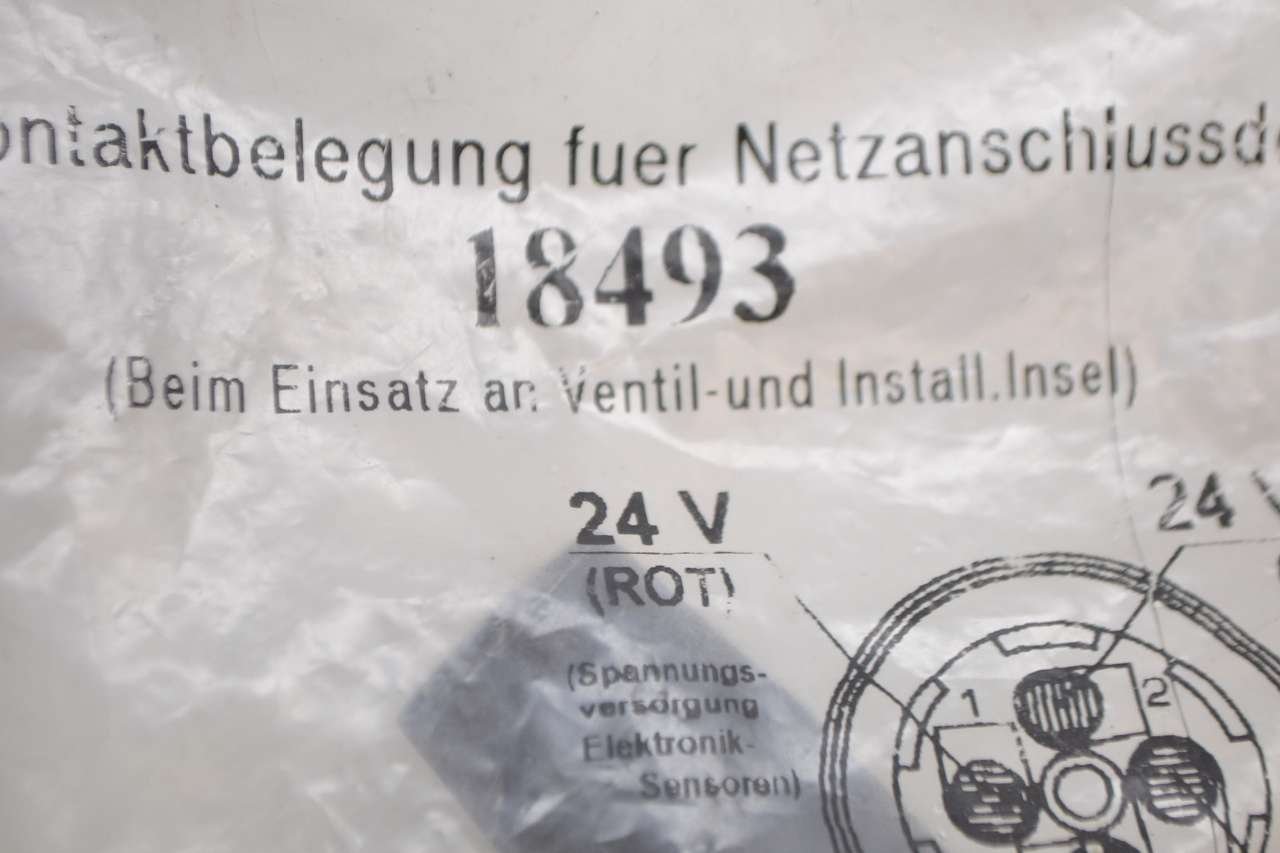 ontaktbelegung fuer Netzanschlussd
18493
(Beim Einsatz an Ventil-und Install.Insel)
24 V
24 V
(ROT)
(Spannungs-
versorgung
Elektronik-
Sensoren)
1
2